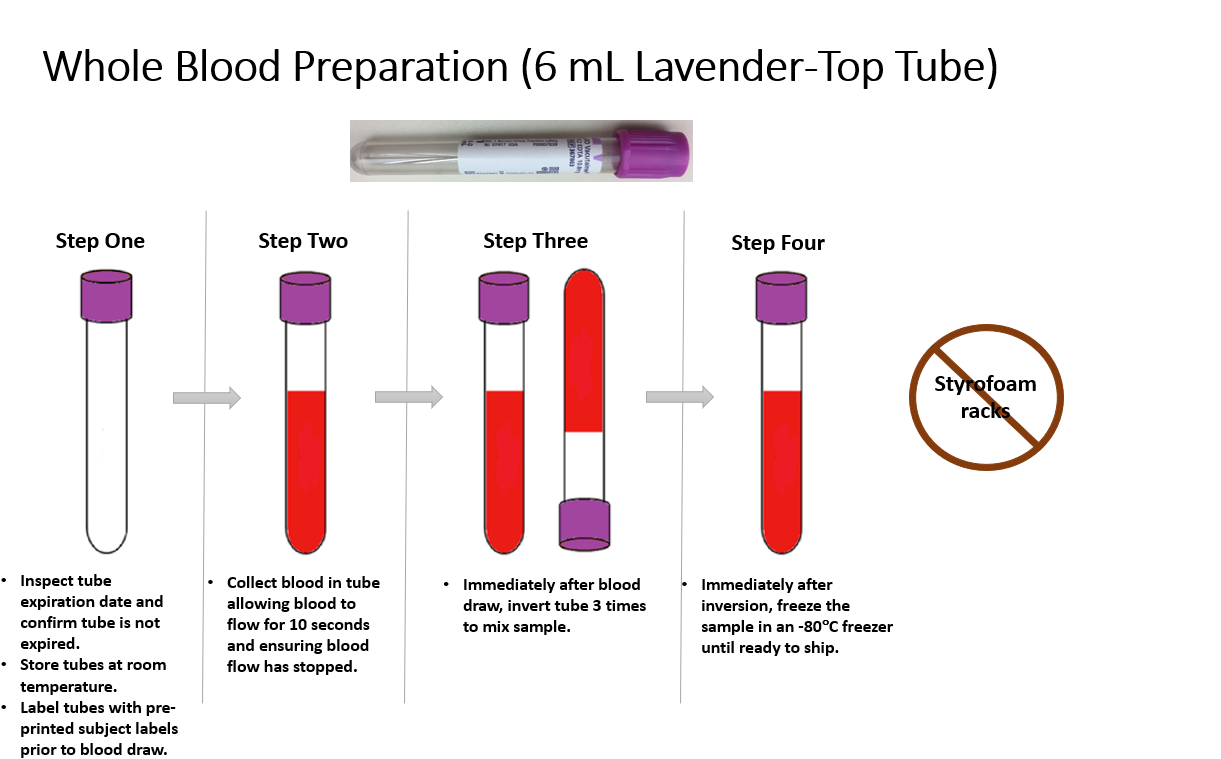 Whole Blood Preparation (6 mL Lavender-Top Tube)
Step One
Step Two
Step Three
Step Four
Styrofoam
racks
• Inspect tube
expiration date and
confirm tube is not
expired.
• Store tubes at room
temperature.
• Label tubes with pre-
printed subject labels
prior to blood draw.
• Collect blood in tube
allowing blood to
flow for 10 seconds
and ensuring blood
flow has stopped.
• Immediately after blood
draw, invert tube 3 times
to mix sample.
• Immediately after
inversion, freeze the
sample in an -80°C freezer
until ready to ship.